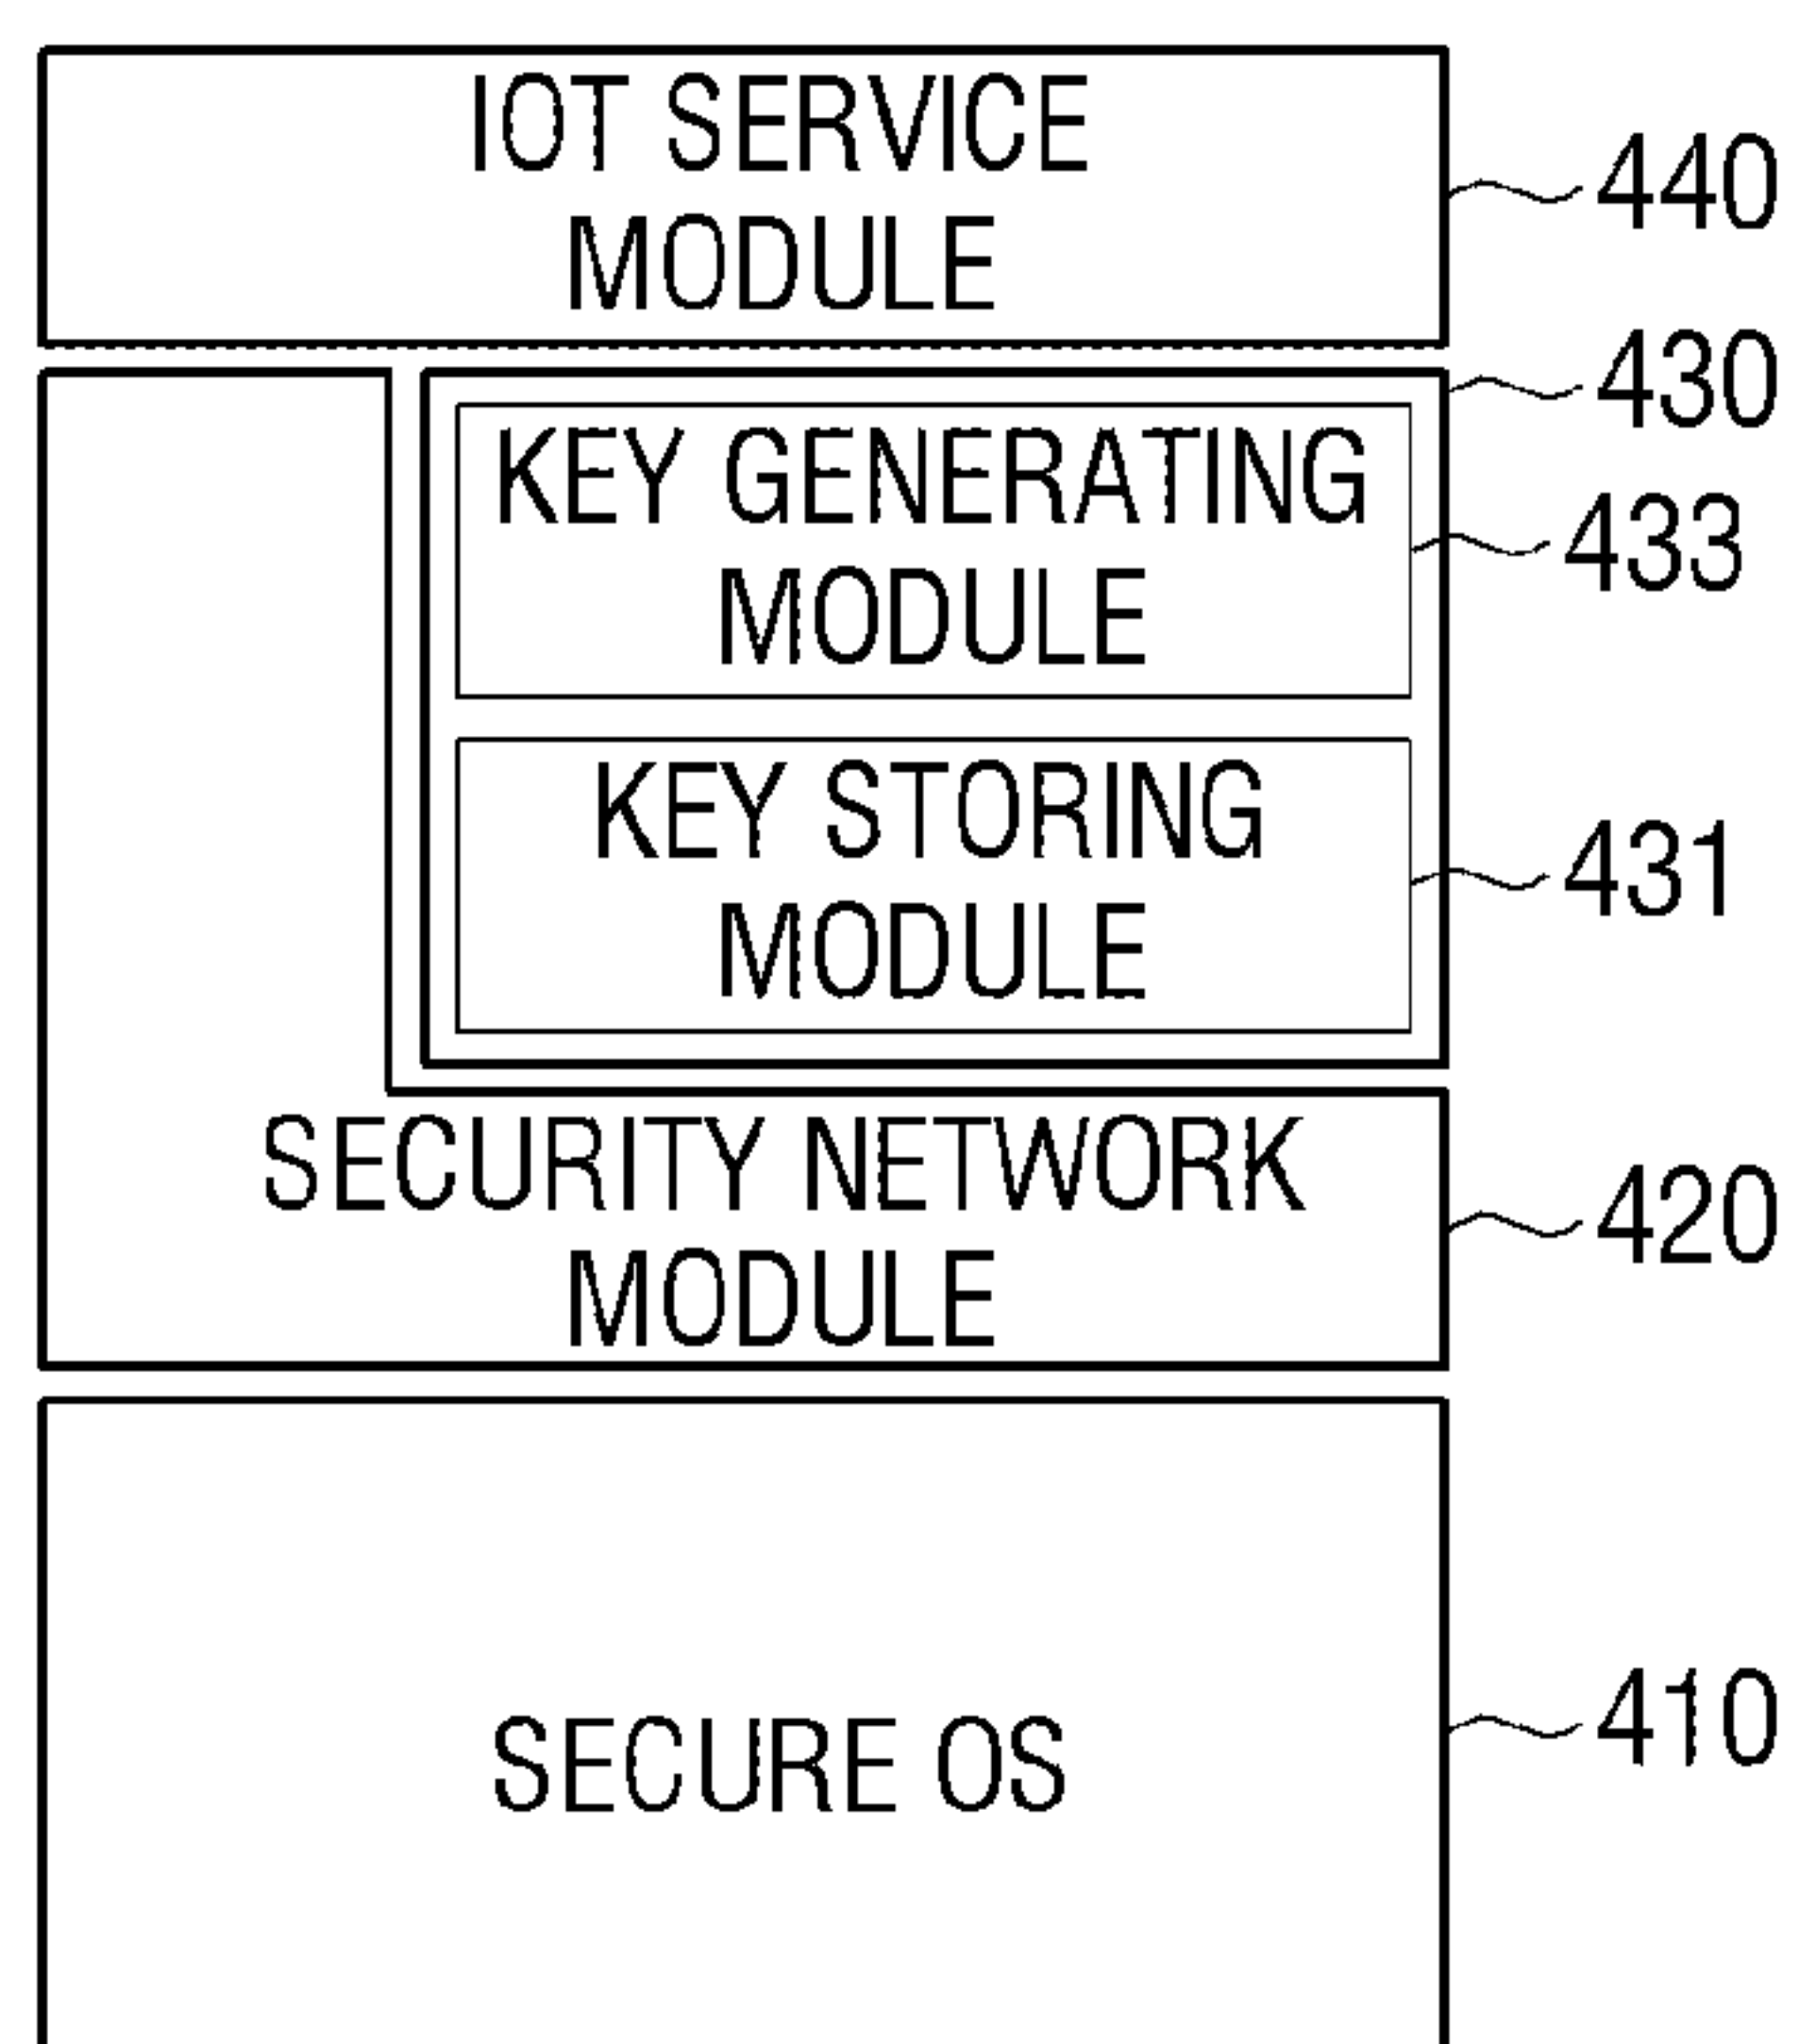 IOT SERVICE
MODULE
440
430
KEY GENERATING
MODULE
433
KEY STORING
MODULE
431
SECURITY NETWORK
MODULE
420
SECURE OS
410